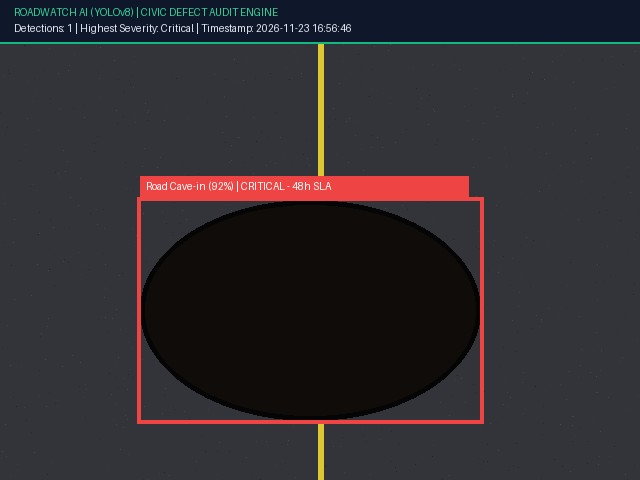 ROADWATCH AI (YOLOv8) | CIVIC DEFECT AUDIT ENGINE
Detections: 1 | Highest Severity: Critical | Timestamp: 2026-11-23 16:56:46
Road Cave-in (92%) | CRITICAL - 48h SLA